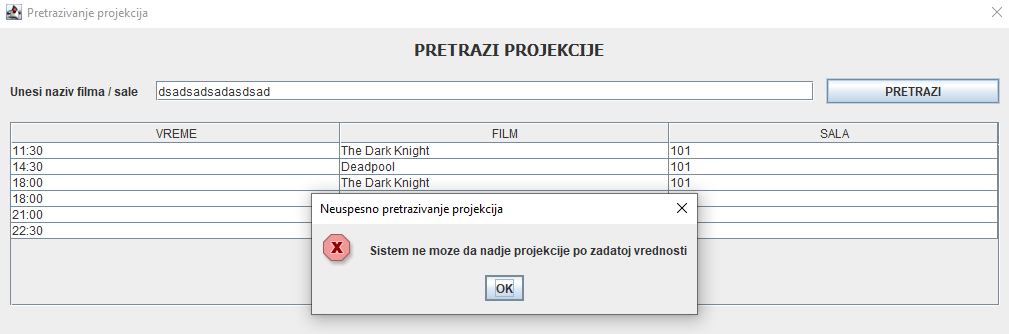 Pretrazivanje projekcija
PRETRAZI PROJEKCIJE
Unesi naziv filma / sale dsadsadsadasdsad PRETRAZI
VREME FILM SALA
11:30 The Dark Knight 101
14:30 Deadpool 101
18:00 The Dark Knight 101
18:00
21:00
22:30
Neuspesno pretrazivanje projekcija
Sistem ne moze da nadje projekcije po zadatoj vrednosti
OK